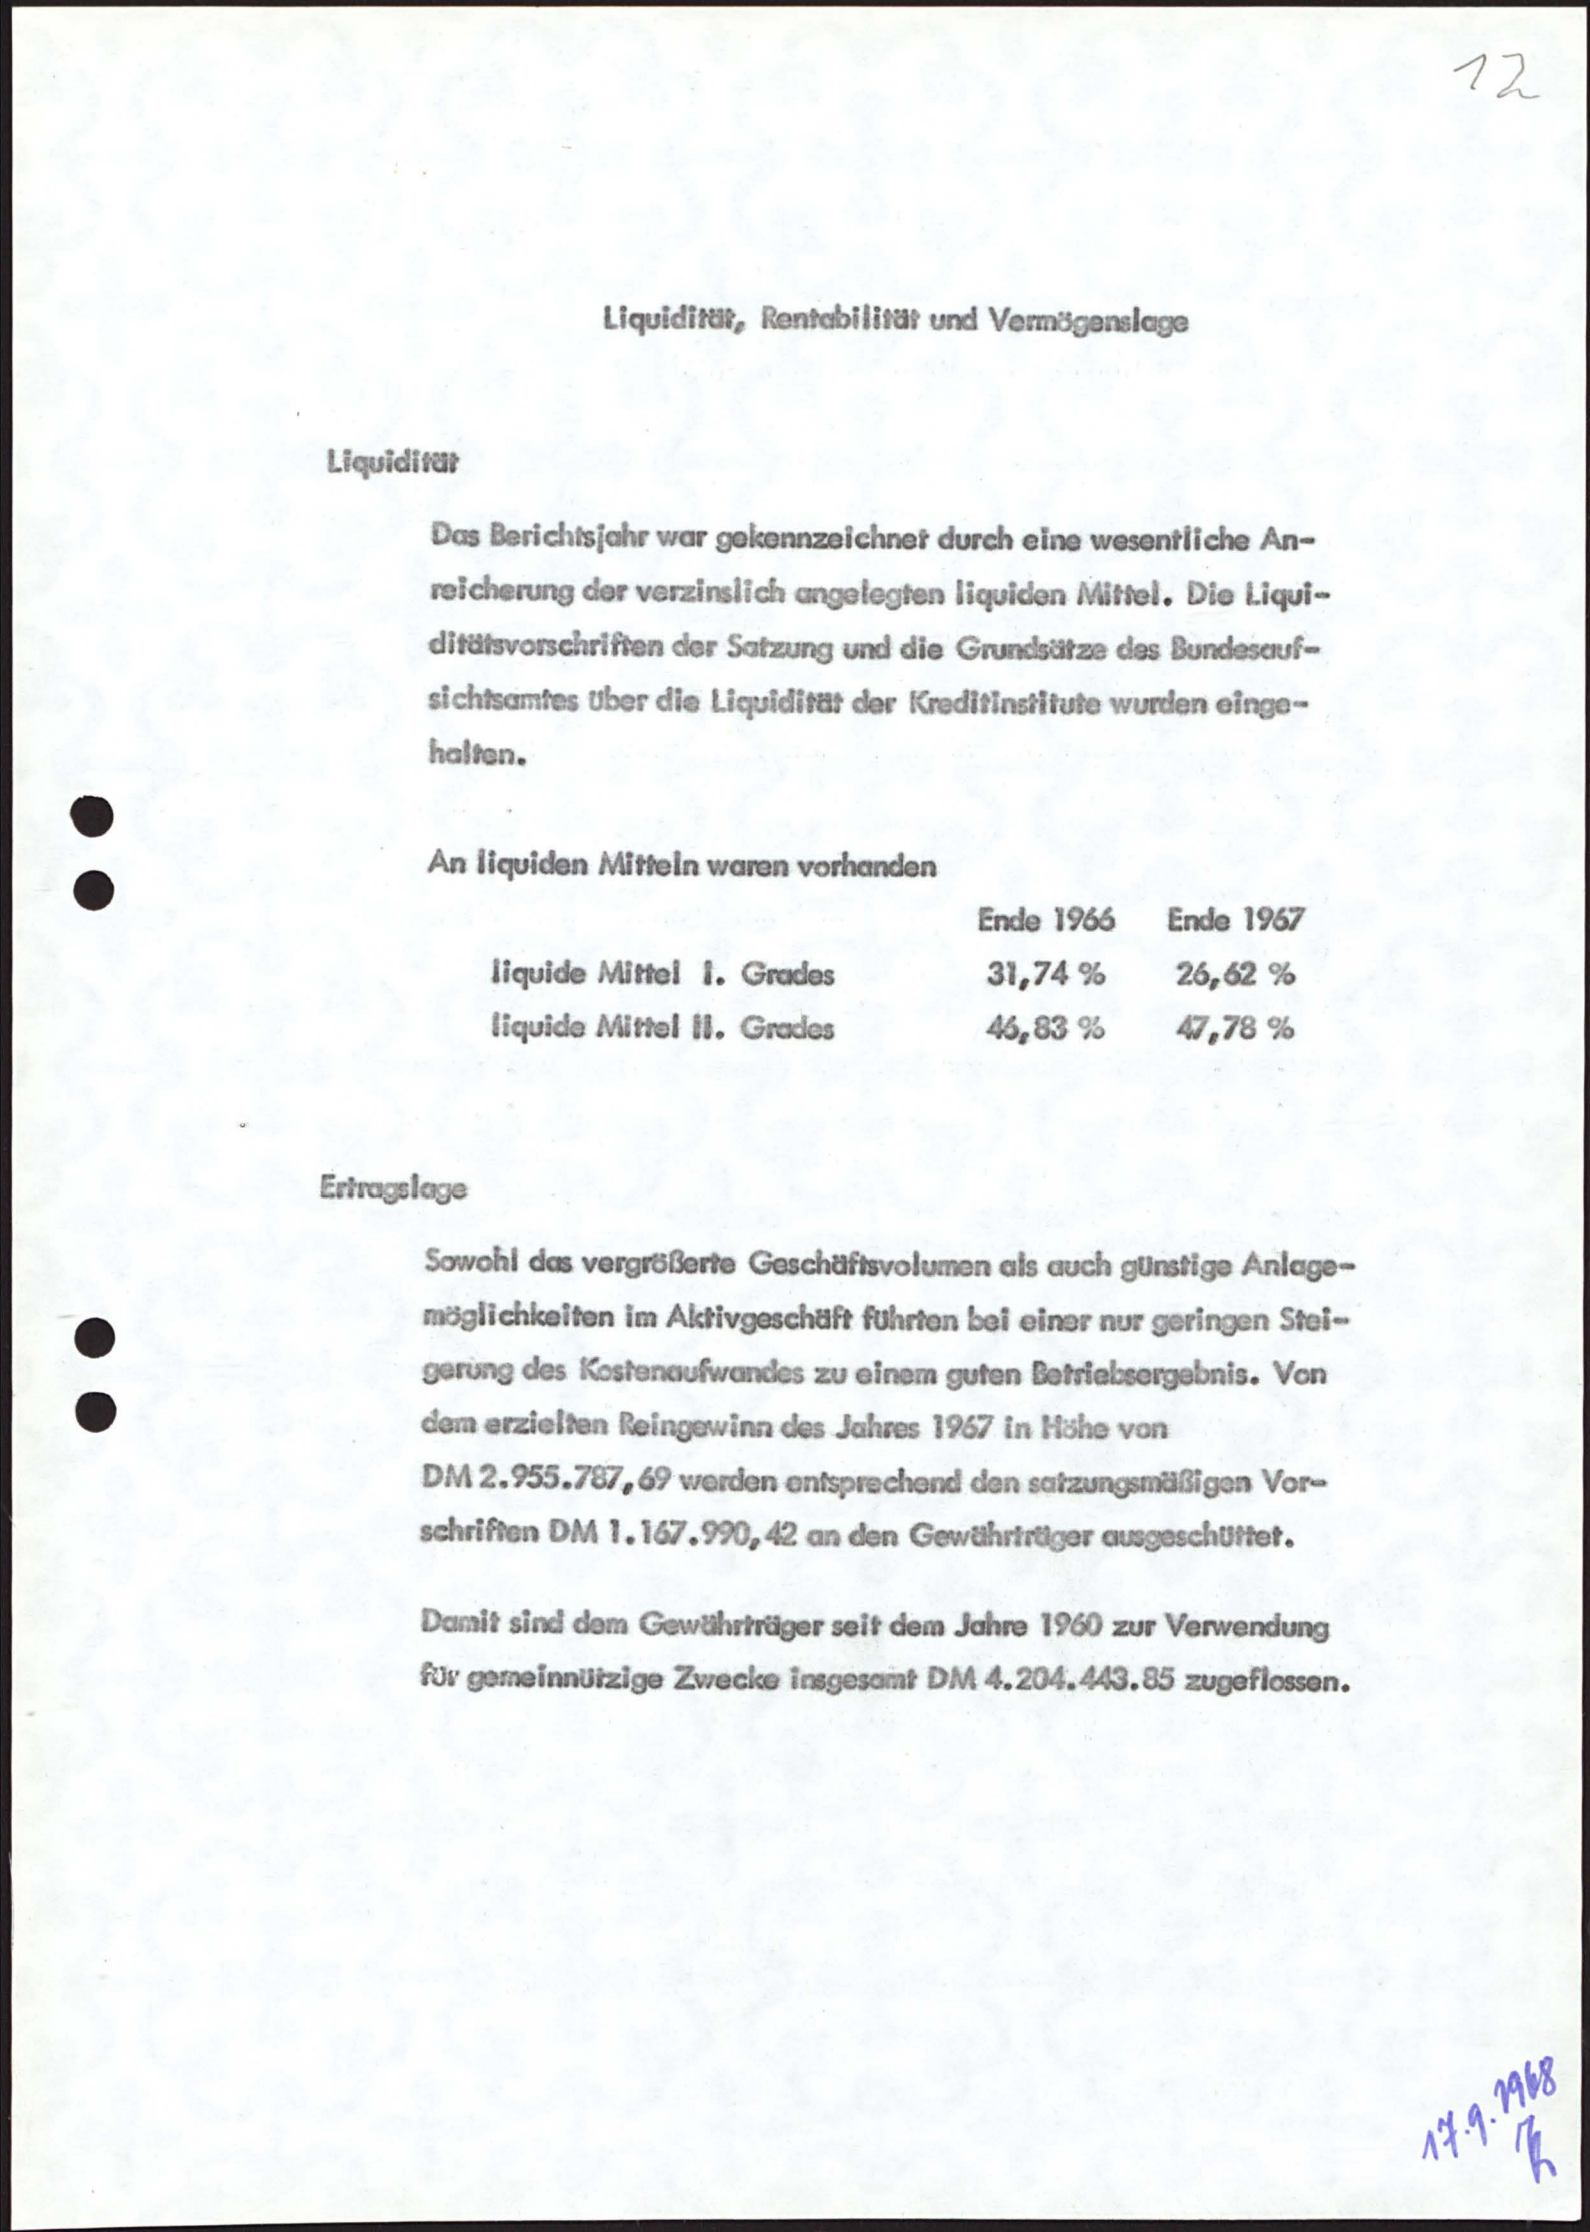 12
Liquidität, Rentabilität und Vermögenslage
Liquidität
Das Berichtsjahr war gekennzeichnet durch eine wesentliche An-
reicherung der verzinslich angelegten liquiden Mittel. Die Liqui-
ditätsvorschriften der Satzung und die Grundsätze des Bundesauf-
sichtsamtes über die Liquidität der Kreditinstitute wurden einge-
halten.
An liquiden Mitteln waren vorhanden
Ende 1966 Ende 1967
liquide Mittel I. Grades 31,74 % 26,62 %
liquide Mittel II. Grades 46,83 % 47,78 %
Ertragslage
Sowohl das vergrößerte Geschäftsvolumen als auch günstige Anlage-
möglichkeiten im Aktivgeschäft führten bei einer nur geringen Stei-
gerung des Kostenaufwandes zu einem guten Betriebsergebnis. Von
dem erzielten Reingewinn des Jahres 1967 in Höhe von
DM 2.955.787,69 werden entsprechend den satzungsmäßigen Vor-
schriften DM 1.167.990,42 an den Gewährträger ausgeschüttet.
Damit sind dem Gewährträger seit dem Jahre 1960 zur Verwendung
für gemeinnützige Zwecke insgesamt DM 4.204.443.85 zugeflossen.
17.9.1968